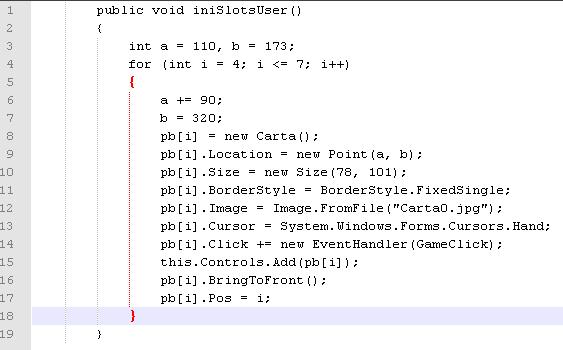 1 public void iniSlotsUser()
2 {
3 int a = 110, b = 173;
4 for (int i = 4; i <= 7; i++)
5 {
6 a += 90;
7 b = 320;
8 pb[i] = new Carta();
9 pb[i].Location = new Point(a, b);
10 pb[i].Size = new Size(78, 101);
11 pb[i].BorderStyle = BorderStyle.FixedSingle;
12 pb[i].Image = Image.FromFile("Carta0.jpg");
13 pb[i].Cursor = System.Windows.Forms.Cursors.Hand;
14 pb[i].Click += new EventHandler(GameClick);
15 this.Controls.Add(pb[i]);
16 pb[i].BringToFront();
17 pb[i].Pos = i;
18 }
19 }